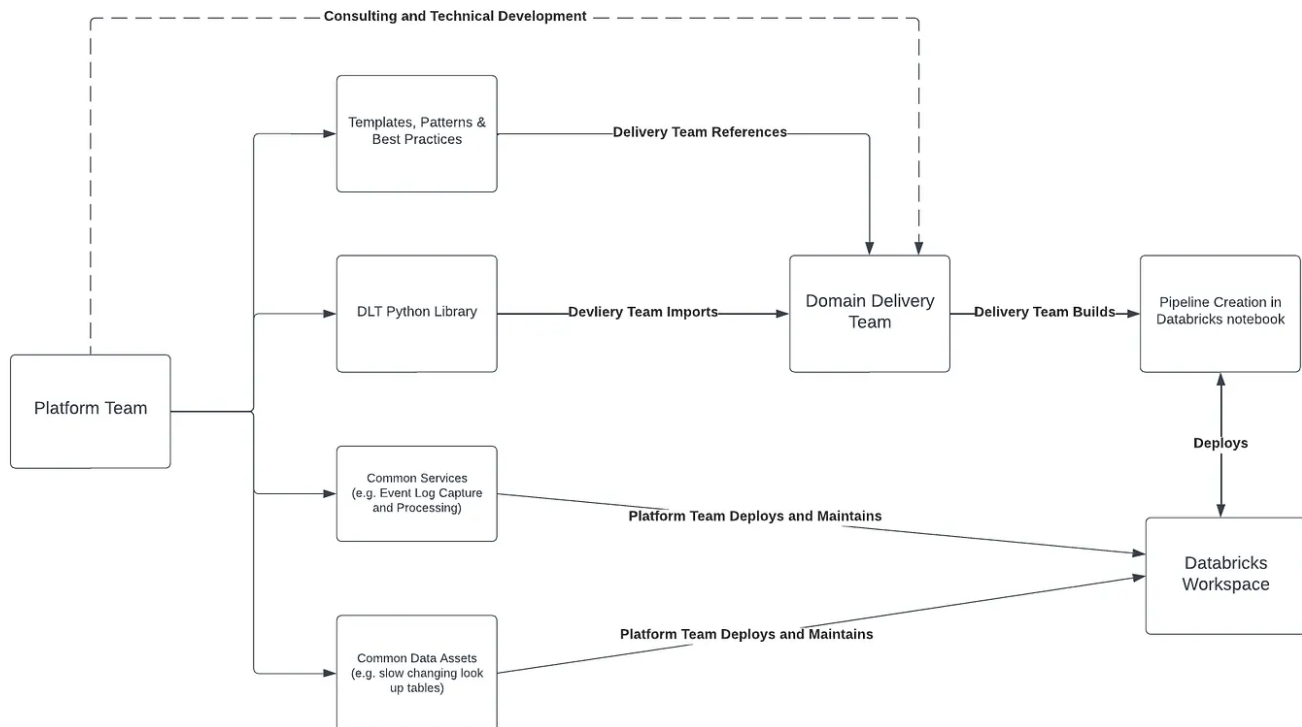 Consulting and Technical Development
Templates, Patterns &
Best Practices
Delivery Team References
DLT Python Library
Devliery Team Imports
Domain Delivery
Team
Delivery Team Builds
Pipeline Creation in
Databricks notebook
Platform Team
Deploys
Common Services
(e.g. Event Log Capture
and Processing)
Platform Team Deploys and Maintains
Databricks
Workspace
Platform Team Deploys and Maintains
Common Data Assets
(e.g. slow changing look
up tables)